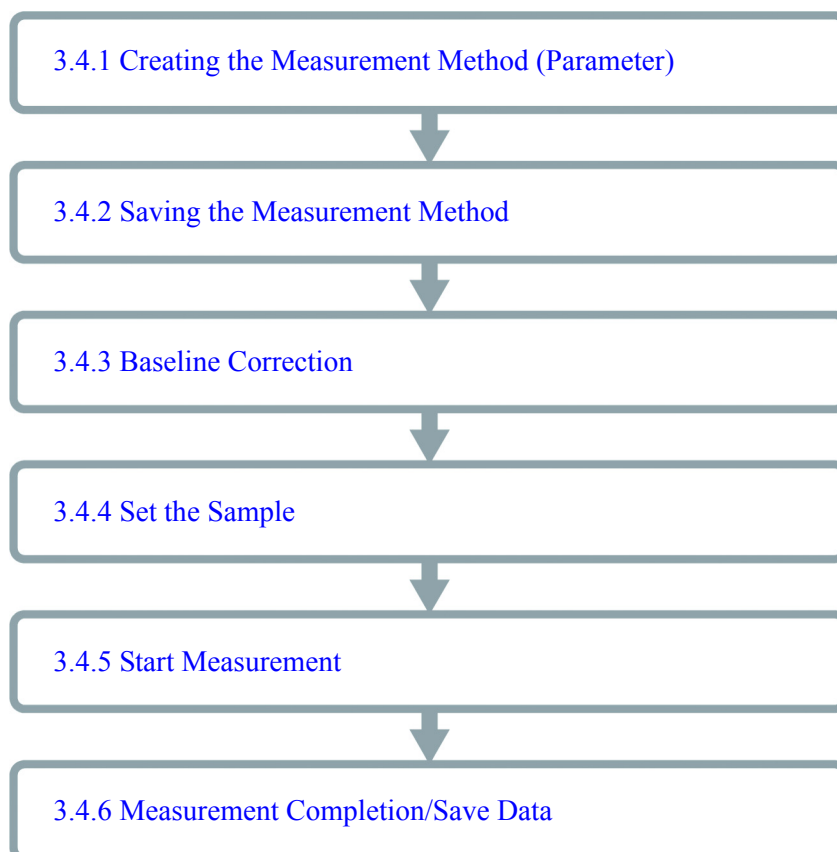 3.4.1 Creating the Measurement Method (Parameter)
3.4.2 Saving the Measurement Method
3.4.3 Baseline Correction
3.4.4 Set the Sample
3.4.5 Start Measurement
3.4.6 Measurement Completion/Save Data